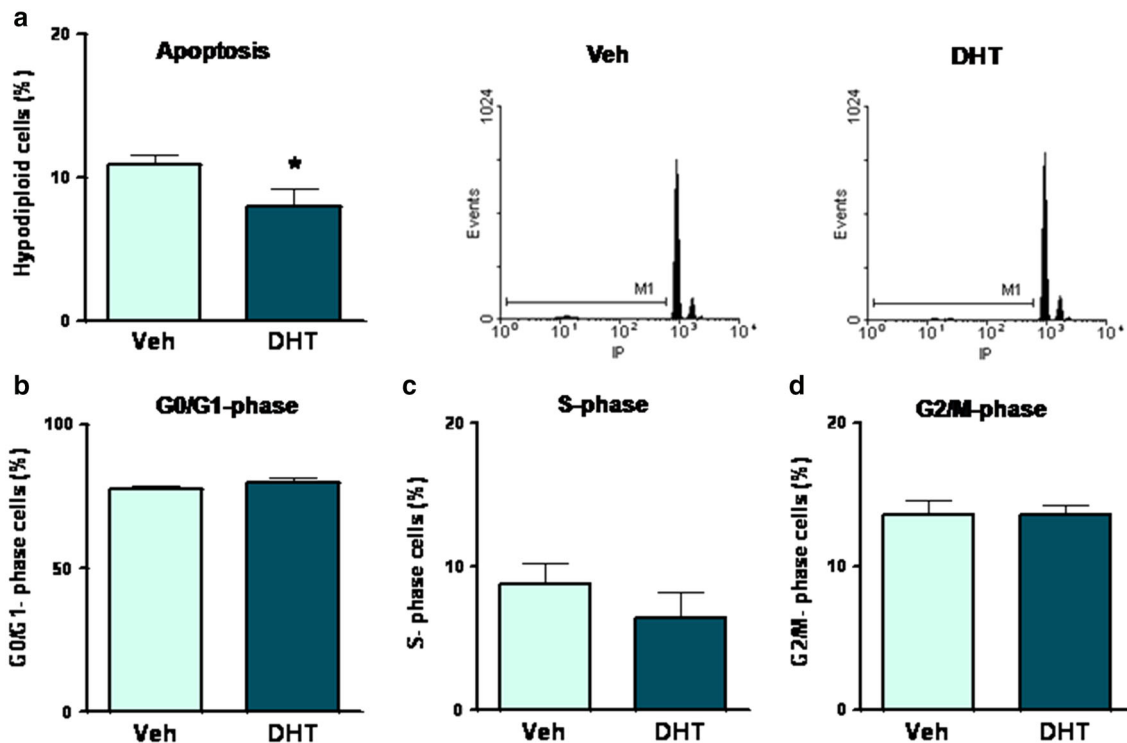 a
Apoptosis
Hypodiploid cells (%)
20
10
0
*
Veh
DHT
Veh
1024
Events
0
M1
10⁰
10¹
10²
10³
10⁴
IP
DHT
1024
Events
0
M1
10⁰
10¹
10²
10³
10⁴
IP
b
G0/G1-phase
G0/G1- phase cells (%)
100
50
0
Veh
DHT
c
S-phase
S- phase cells (%)
20
10
0
Veh
DHT
d
G2/M-phase
G2/M- phase cells (%)
20
10
0
Veh
DHT